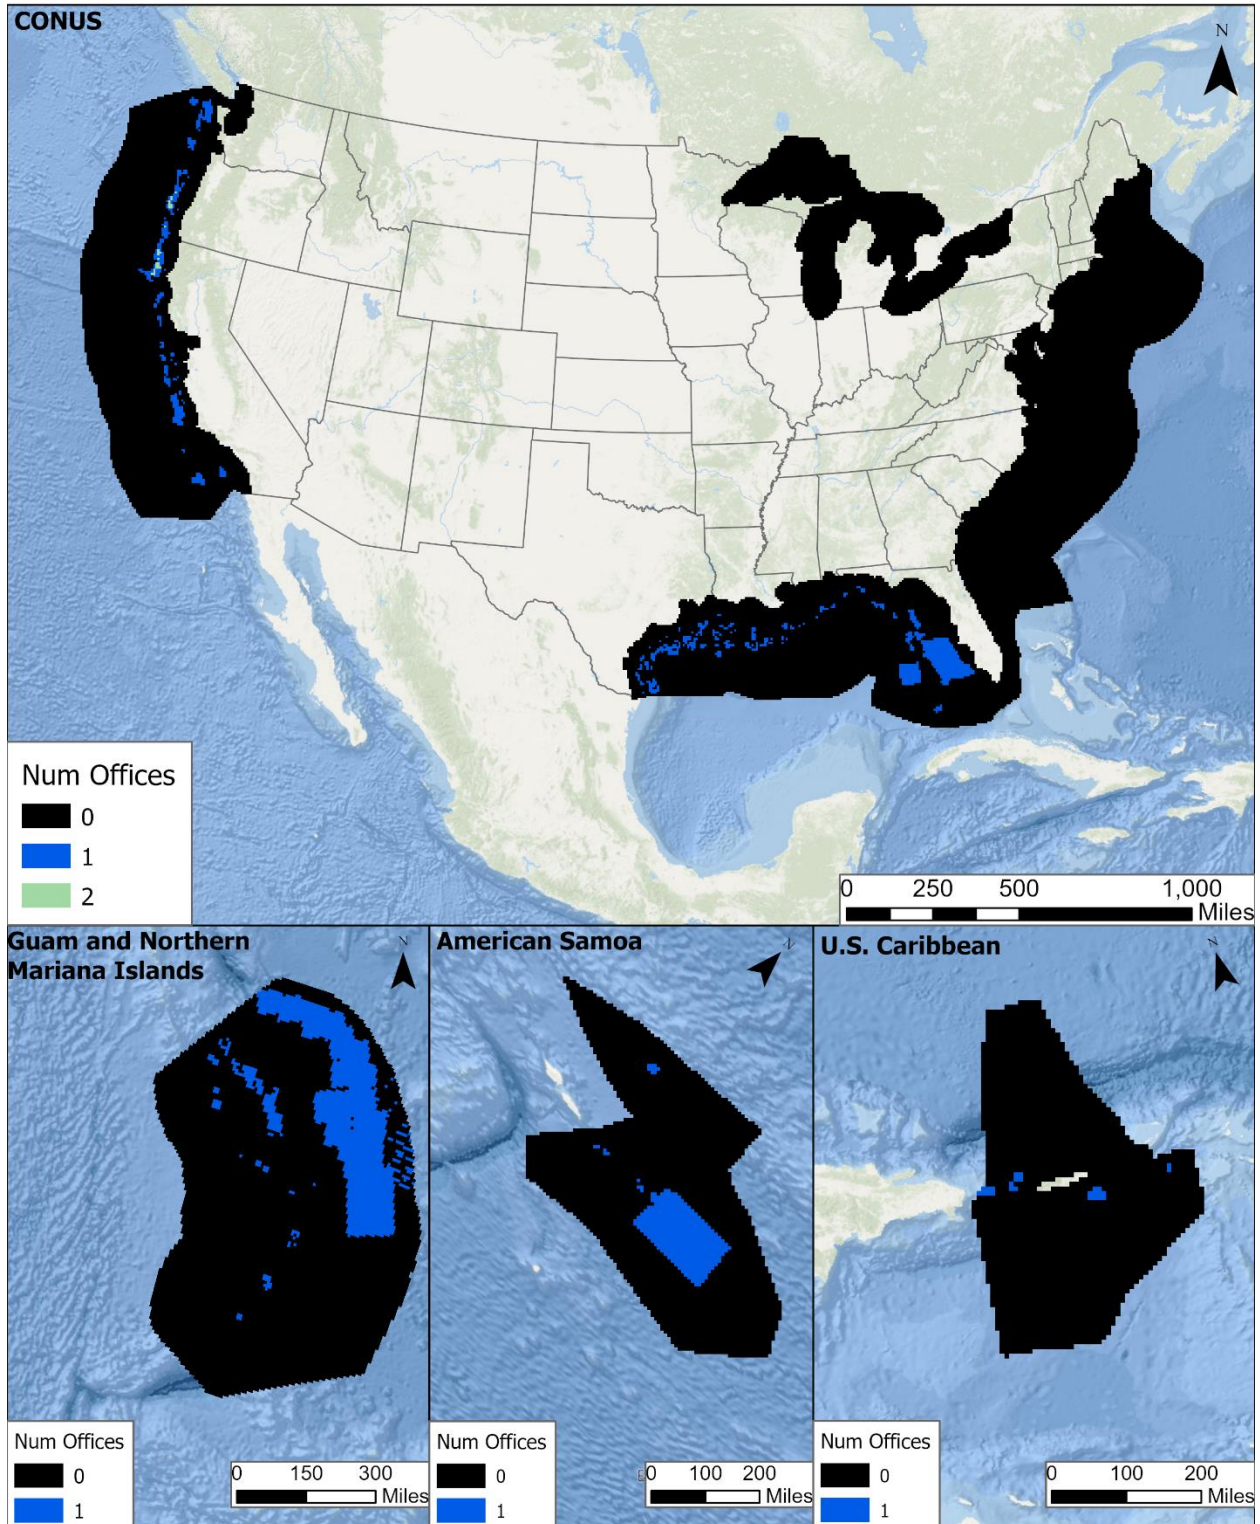 CONUS
N
Num Offices
0
1
2
0 250 500 1,000
Miles
Guam and Northern
Mariana Islands
N
Num Offices
0
1
0 150 300
Miles
American Samoa
N
Num Offices
0
1
0 100 200
Miles
U.S. Caribbean
N
Num Offices
0
1
0 100 200
Miles